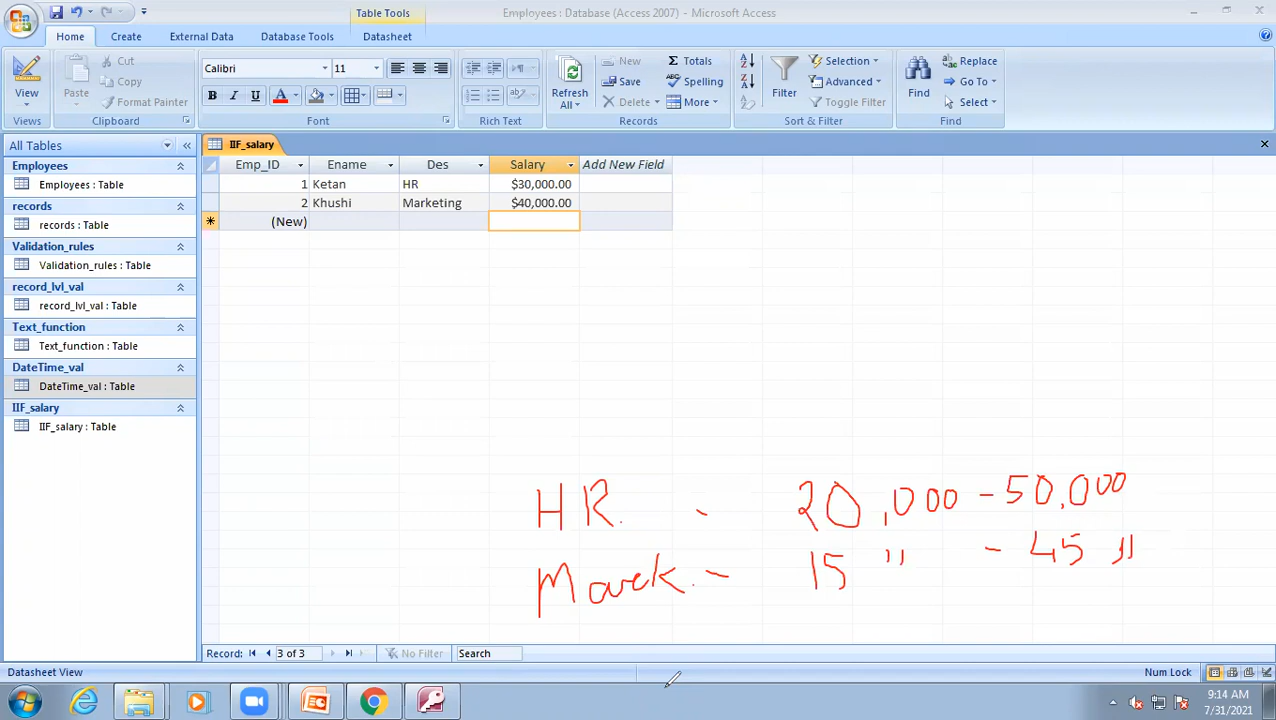 Table Tools
Employees : Database (Access 2007) - Microsoft Access
Home Create External Data Database Tools Datasheet
View
Views
Paste
Cut
Copy
Format Painter
Clipboard
Calibri 11
B I U A
Font
Rich Text
Refresh All
New
Save
Delete
Totals
Spelling
More
Records
Filter
Selection
Advanced
Toggle Filter
Sort & Filter
Find
Replace
Go To
Select
Find
All Tables
Employees
Employees : Table
records
records : Table
Validation_rules
Validation_rules : Table
record_lvl_val
record_lvl_val : Table
Text_function
Text_function : Table
DateTime_val
DateTime_val : Table
IIF_salary
IIF_salary : Table
IIF_salary
Emp_ID Ename Des Salary Add New Field
1 Ketan HR $30,000.00
2 Khushi Marketing $40,000.00
(New)
HR - 20,000 - 50,000
Mark. - 15 " - 45 "
Record: 3 of 3 No Filter Search
Datasheet View
Num Lock
9:14 AM
7/31/2021